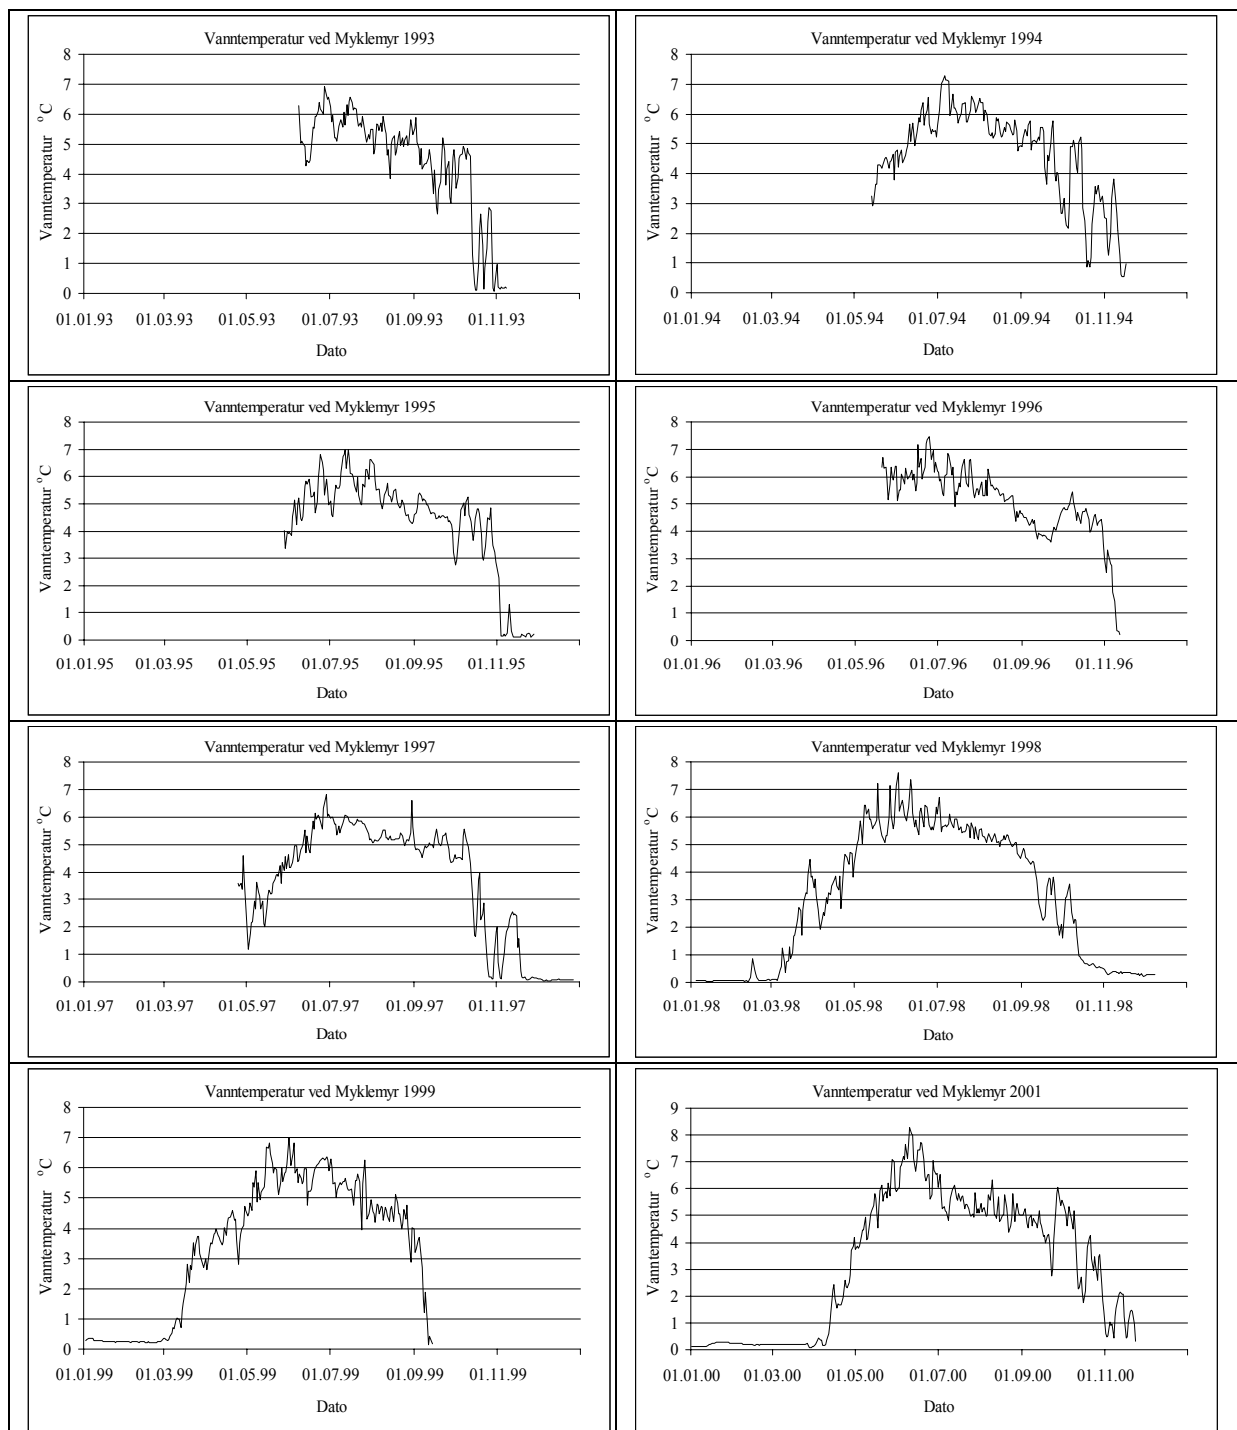 Vanntemperatur ved Myklemyr 1993
8
7
6
5
4
3
2
1
0
Vanntemperatur °C
01.01.93 01.03.93 01.05.93 01.07.93 01.09.93 01.11.93
Dato
Vanntemperatur ved Myklemyr 1994
8
7
6
5
4
3
2
1
0
Vanntemperatur °C
01.01.94 01.03.94 01.05.94 01.07.94 01.09.94 01.11.94
Dato
Vanntemperatur ved Myklemyr 1995
8
7
6
5
4
3
2
1
0
Vanntemperatur °C
01.01.95 01.03.95 01.05.95 01.07.95 01.09.95 01.11.95
Dato
Vanntemperatur ved Myklemyr 1996
8
7
6
5
4
3
2
1
0
Vanntemperatur °C
01.01.96 01.03.96 01.05.96 01.07.96 01.09.96 01.11.96
Dato
Vanntemperatur ved Myklemyr 1997
8
7
6
5
4
3
2
1
0
Vanntemperatur °C
01.01.97 01.03.97 01.05.97 01.07.97 01.09.97 01.11.97
Dato
Vanntemperatur ved Myklemyr 1998
8
7
6
5
4
3
2
1
0
Vanntemperatur °C
01.01.98 01.03.98 01.05.98 01.07.98 01.09.98 01.11.98
Dato
Vanntemperatur ved Myklemyr 1999
8
7
6
5
4
3
2
1
0
Vanntemperatur °C
01.01.99 01.03.99 01.05.99 01.07.99 01.09.99 01.11.99
Dato
Vanntemperatur ved Myklemyr 2001
9
8
7
6
5
4
3
2
1
0
Vanntemperatur °C
01.01.00 01.03.00 01.05.00 01.07.00 01.09.00 01.11.00
Dato